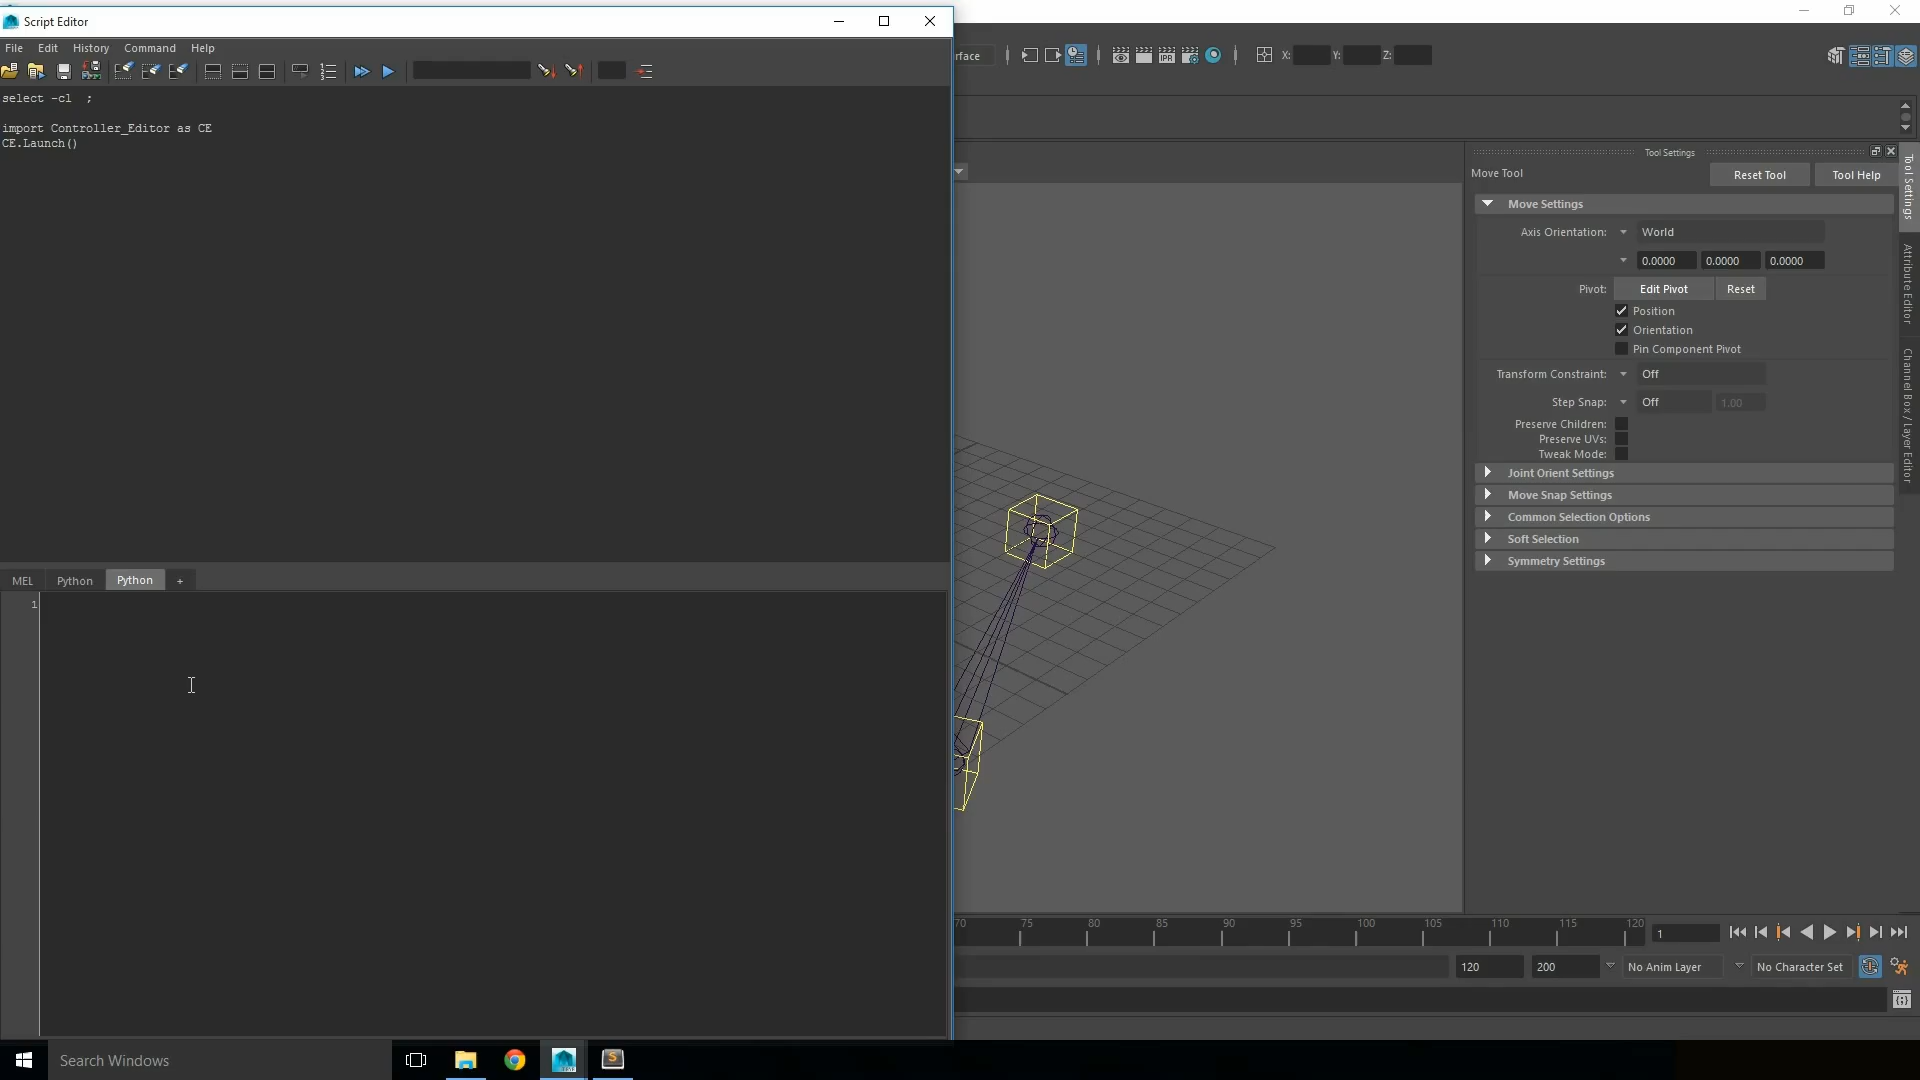 Script Editor
File Edit History Command Help
select -cl ;
import Controller_Editor as CE
CE.Launch()
MEL Python Python +
1
rface
IPR
X: Y: Z:
Tool Settings
Move Tool
Reset Tool
Tool Help
Move Settings
Axis Orientation: World
0.0000 0.0000 0.0000
Pivot: Edit Pivot Reset
Position
Orientation
Pin Component Pivot
Transform Constraint: Off
Step Snap: Off 1.00
Preserve Children:
Preserve UVs:
Tweak Mode:
Joint Orient Settings
Move Snap Settings
Common Selection Options
Soft Selection
Symmetry Settings
Tool Settings
Attribute Editor
Channel Box / Layer Editor
70 75 80 85 90 95 100 105 110 115 120
1
120 200 No Anim Layer No Character Set
Search Windows
S